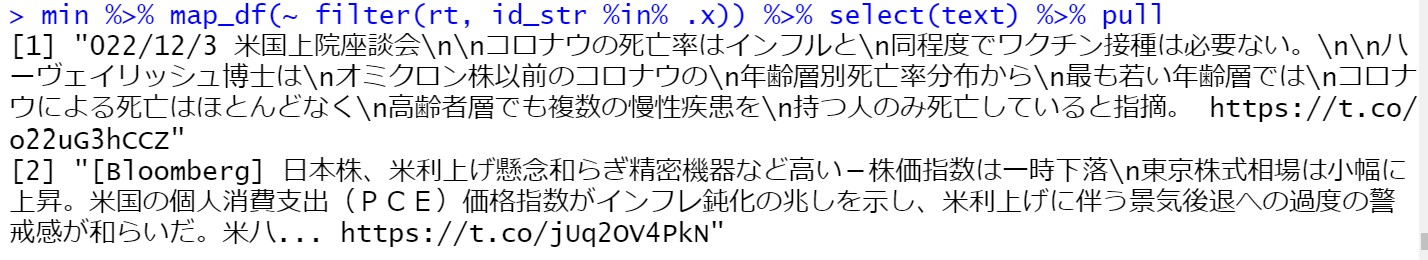 > min %>% map_df(~ filter(rt, id_str %in% .x)) %>% select(text) %>% pull
[1] "022/12/3 米国上院座談会\n\nコロナウの死亡率はインフルと\n同程度でワクチン接種は必要ない。\n\nハ
ーヴェイリッシュ博士は\nオミクロン株以前のコロナウの\n年齢層別死亡率分布から\n最も若い年齢層では\nコロナ
ウによる死亡はほとんどなく\n高齢者層でも複数の慢性疾患を\n持つ人のみ死亡していると指摘。 https://t.co/
o22uG3hCCZ"
[2] "[Bloomberg] 日本株、米利上げ懸念和らぎ精密機器など高い－株価指数は一時下落\n東京株式相場は小幅に
上昇。米国の個人消費支出（ＰＣＥ）価格指数がインフレ鈍化の兆しを示し、米利上げに伴う景気後退への過度の警
戒感が和らいだ。米八... https://t.co/jUq2OV4PkN"